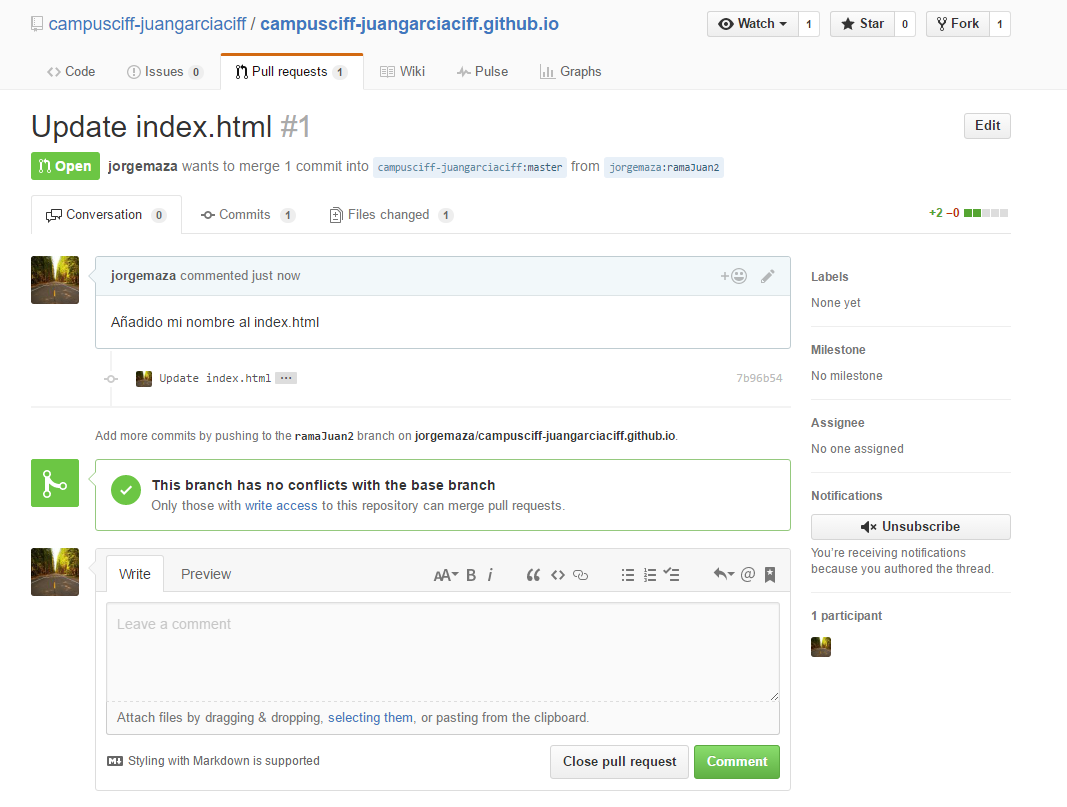 campusciff-juangarciaciff / campusciff-juangarciaciff.github.io
Watch 1 Star 0 Fork 1
Code Issues 0 Pull requests 1 Wiki Pulse Graphs
Update index.html #1
Edit
Open jorgemaza wants to merge 1 commit into campusciff-juangarciaciff:master from jorgemaza:ramaJuan2
Conversation 0 Commits 1 Files changed 1
+2 −0
jorgemaza commented just now
Añadido mi nombre al index.html
Update index.html ... 7b96b54
Add more commits by pushing to the ramaJuan2 branch on jorgemaza/campusciff-juangarciaciff.github.io.
This branch has no conflicts with the base branch
Only those with write access to this repository can merge pull requests.
Write Preview
AA B i
Leave a comment
Attach files by dragging & dropping, selecting them, or pasting from the clipboard.
Styling with Markdown is supported
Close pull request Comment
Labels
None yet
Milestone
No milestone
Assignee
No one assigned
Notifications
Unsubscribe
You're receiving notifications
because you authored the thread.
1 participant